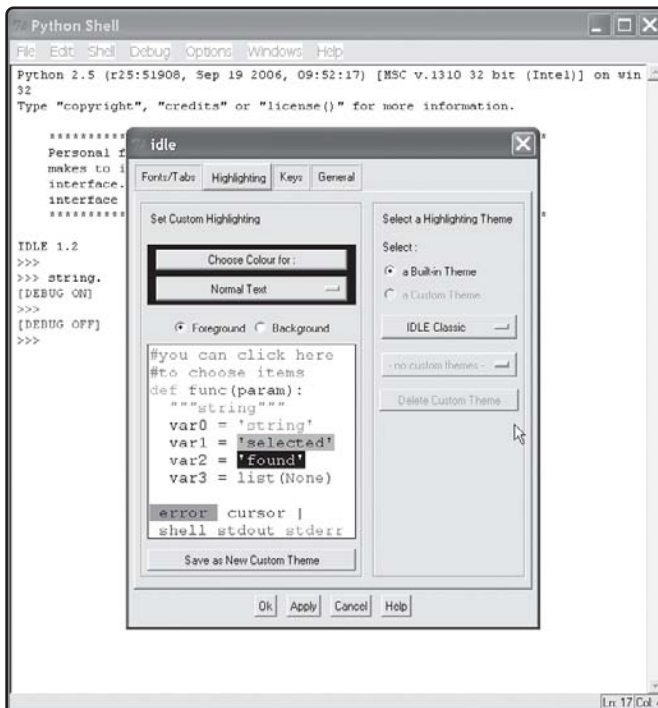 Python Shell
File Edit Shell Debug Options Windows Help
Python 2.5 (r25:51908, Sep 19 2006, 09:52:17) [MSC v.1310 32 bit (Intel)] on win
32
Type "copyright", "credits" or "license()" for more information.
****************************************************************
Personal f
makes to i
interface.
interface
****************************************************************
IDLE 1.2
>>>
>>> string.
[DEBUG ON]
>>>
[DEBUG OFF]
>>>
idle
Fonts/Tabs Highlighting Keys General
Set Custom Highlighting
Choose Colour for :
Normal Text
Foreground Background
#you can click here
#to choose items
def func(param):
"""string"""
var0 = 'string'
var1 = 'selected'
var2 = 'found'
var3 = list(None)
error cursor |
shell stdout stderr
Save as New Custom Theme
Select a Highlighting Theme
Select :
a Built-in Theme
a Custom Theme
IDLE Classic
- no custom themes -
Delete Custom Theme
Ok Apply Cancel Help
Ln: 17 Col: